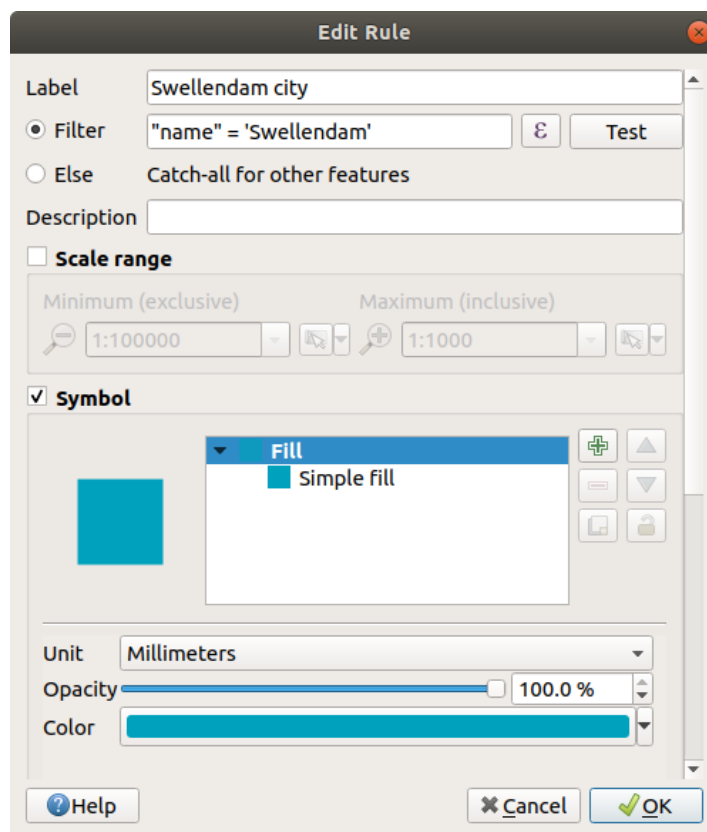 Edit Rule
Label Swellendam city
Filter "name" = 'Swellendam' ε Test
Else Catch-all for other features
Description
Scale range
Minimum (exclusive) Maximum (inclusive)
1:100000 1:1000
Symbol
Fill
Simple fill
Unit Millimeters
Opacity 100.0 %
Color
Help Cancel OK